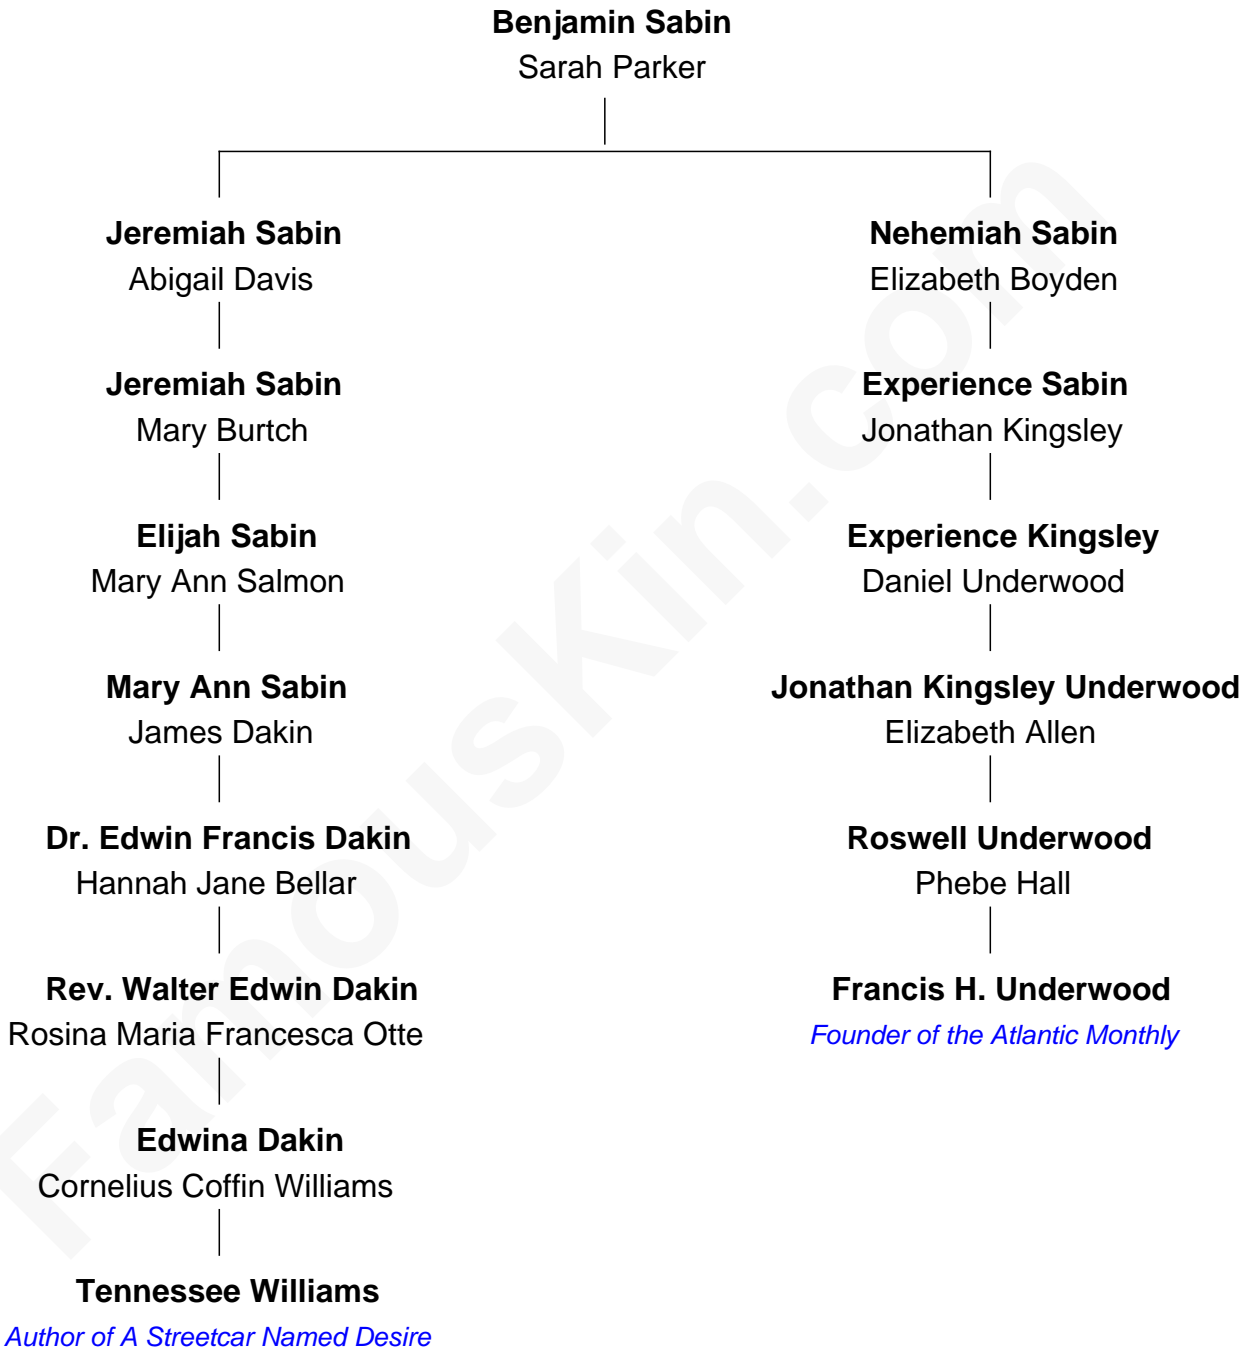 Benjamin Sabin
Sarah Parker
Jeremiah Sabin
Abigail Davis
Jeremiah Sabin
Mary Burtch
Elijah Sabin
Mary Ann Salmon
Mary Ann Sabin
James Dakin
Dr. Edwin Francis Dakin
Hannah Jane Bellar
Rev. Walter Edwin Dakin
Rosina Maria Francesca Otte
Edwina Dakin
Cornelius Coffin Williams
Tennessee Williams
Author of A Streetcar Named Desire
Nehemiah Sabin
Elizabeth Boyden
Experience Sabin
Jonathan Kingsley
Experience Kingsley
Daniel Underwood
Jonathan Kingsley Underwood
Elizabeth Allen
Roswell Underwood
Phebe Hall
Francis H. Underwood
Founder of the Atlantic Monthly
FamousKin.com